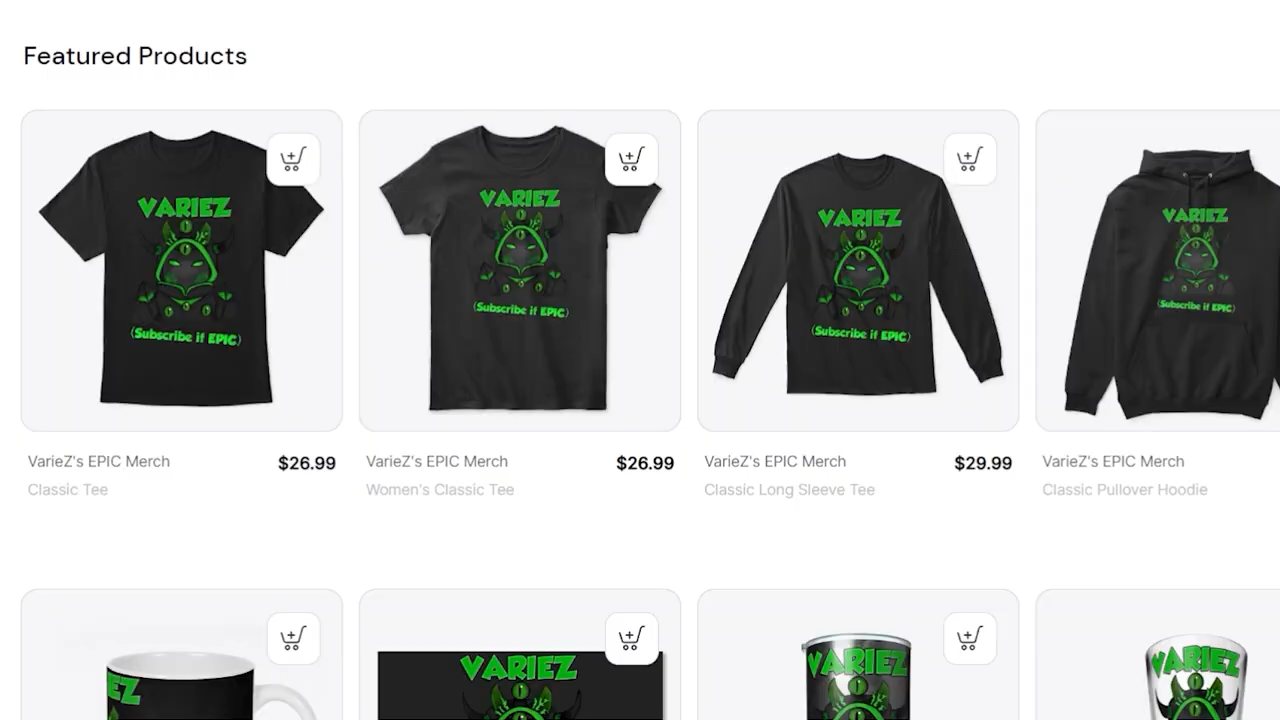 Featured Products
VARIEZ
(Subscribe if EPIC)
VARIEZ
(Subscribe if EPIC)
VARIEZ
(Subscribe if EPIC)
VARIEZ
(Subscribe if EPIC)
VarieZ's EPIC Merch
$26.99
Classic Tee
VarieZ's EPIC Merch
$26.99
Women's Classic Tee
VarieZ's EPIC Merch
$29.99
Classic Long Sleeve Tee
VarieZ's EPIC Merch
Classic Pullover Hoodie
EZ
VARIEZ
VARIEZ
VARIEZ